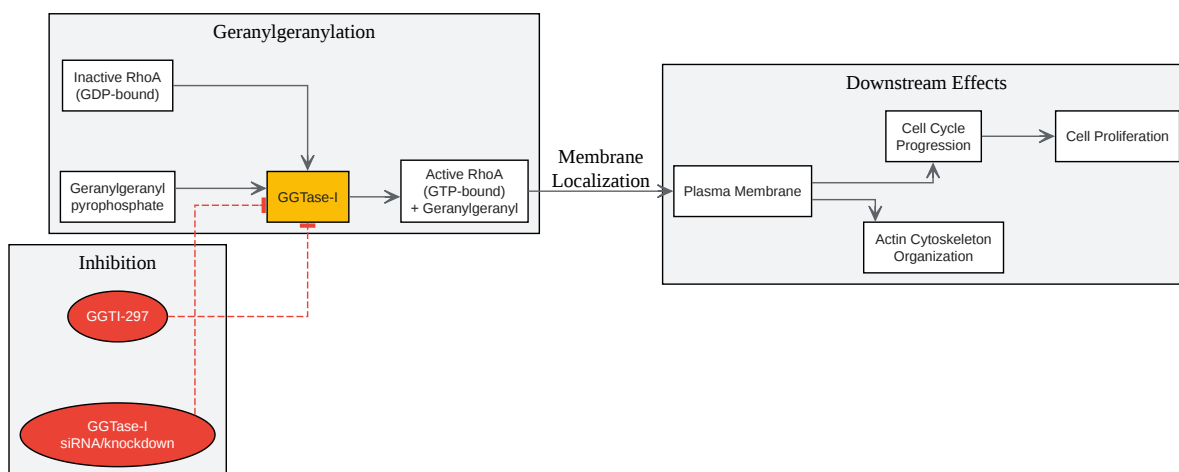 Geranylgeranylation
Inactive RhoA
(GDP-bound)
Geranylgeranyl
pyrophosphate
GGTase-I
Active RhoA
(GTP-bound)
+ Geranylgeranyl
Membrane
Localization
Downstream Effects
Plasma Membrane
Cell Cycle
Progression
Cell Proliferation
Actin Cytoskeleton
Organization
Inhibition
GGTI-297
GGTase-I
siRNA/knockdown